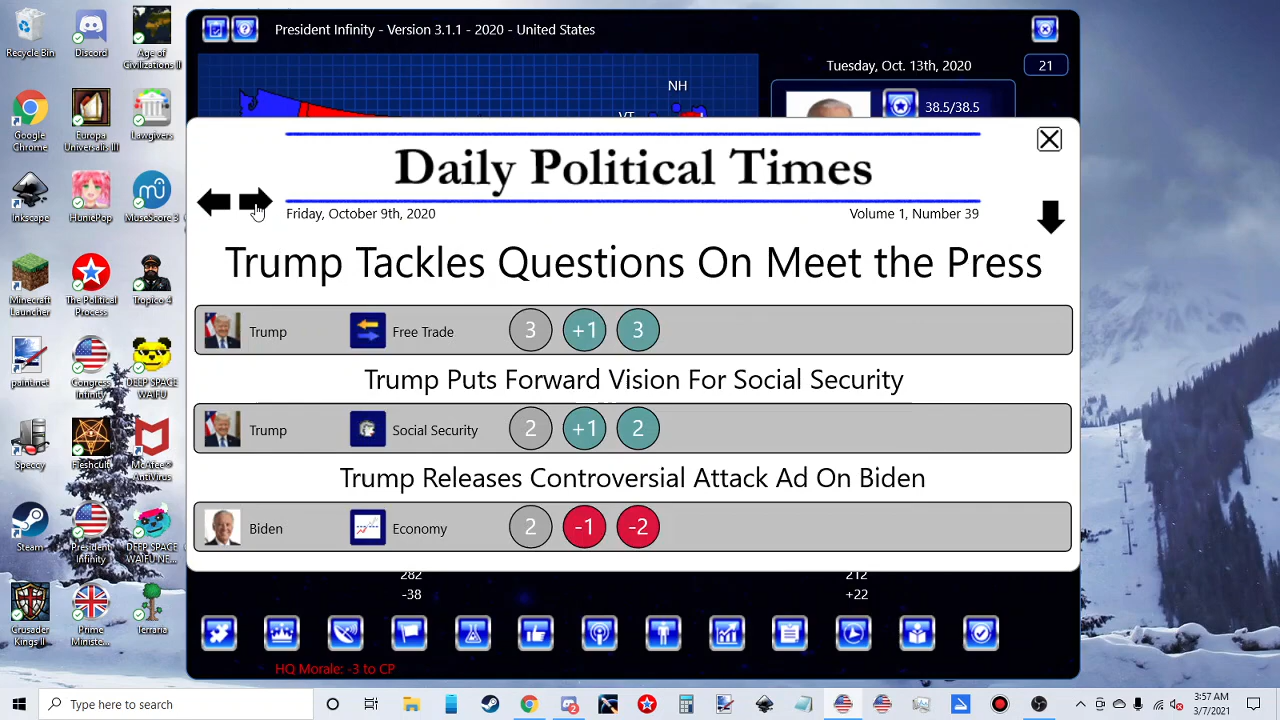 President Infinity - Version 3.1.1 - 2020 - United States
Tuesday, Oct. 13th, 2020
21
NH
38.5/38.5
VT
Daily Political Times
Friday, October 9th, 2020
Volume 1, Number 39
Trump Tackles Questions On Meet the Press
Trump
Free Trade
3
+1
3
Trump Puts Forward Vision For Social Security
Trump
Social Security
2
+1
2
Trump Releases Controversial Attack Ad On Biden
Biden
Economy
2
-1
-2
282
212
-38
+22
HQ Morale: -3 to CP
Recycle Bin
Discord
Age of
Civilizations II
Google
Chrome
Europa
Universalis III
Lawgivers
Inkscape
HuniePop
MuseScore 3
Minecraft
Launcher
The Political
Process
Tropico 4
paint.net
Congress
Infinity
DEEP SPACE
WAIFU
Speccy
Fleshcult
McAfee®
AntiVirus
Steam
President
Infinity
DEEP SPACE
WAIFU NE...
Crusader
Kings II
Prime
Ministe...
Terraria
Type here to search
3:57 AM
3/7/2021